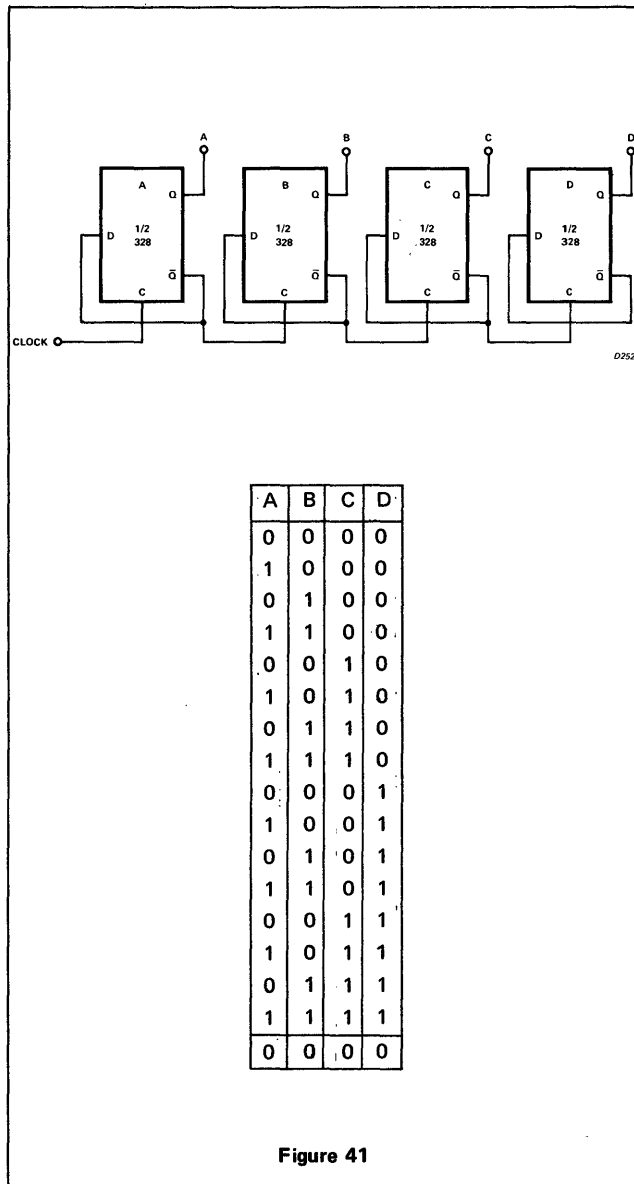 A B C D
A B C D
Q Q Q Q
D 1/2 D 1/2 D 1/2 D 1/2
328 328 328 328
Q̅ Q̅ Q̅ Q̅
C C C C
CLOCK
D252
A B C D
0 0 0 0
1 0 0 0
0 1 0 0
1 1 0 0
0 0 1 0
1 0 1 0
0 1 1 0
1 1 1 0
0 0 0 1
1 0 0 1
0 1 0 1
1 1 0 1
0 0 1 1
1 0 1 1
0 1 1 1
1 1 1 1
0 0 0 0
Figure 41